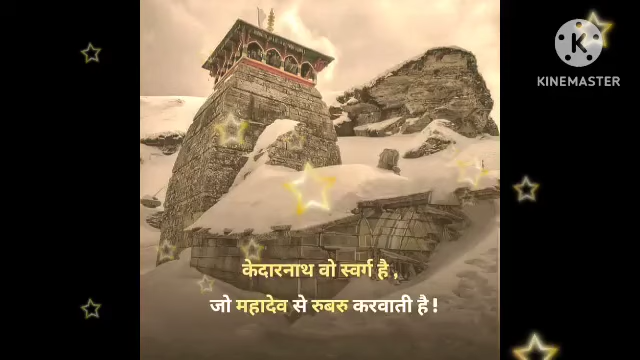 K
KINEMASTER
केदारनाथ वो स्वर्ग है ,
जो महादेव से रुबरु करवाती है !